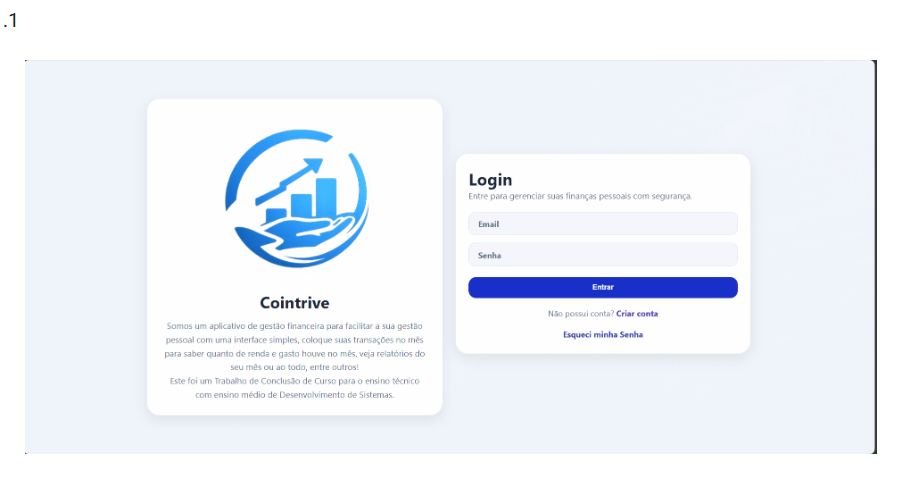 .1
Cointrive
Somos um aplicativo de gestão financeira para facilitar a sua gestão
pessoal com uma interface simples, coloque suas transações no mês
para saber quanto de renda e gasto houve no mês, veja relatórios do
seu mês ou ao todo, entre outros!
Este foi um Trabalho de Conclusão de Curso para o ensino técnico
com ensino médio de Desenvolvimento de Sistemas.
Login
Entre para gerenciar suas finanças pessoais com segurança.
Email
Senha
Entrar
Não possui conta? Criar conta
Esqueci minha Senha